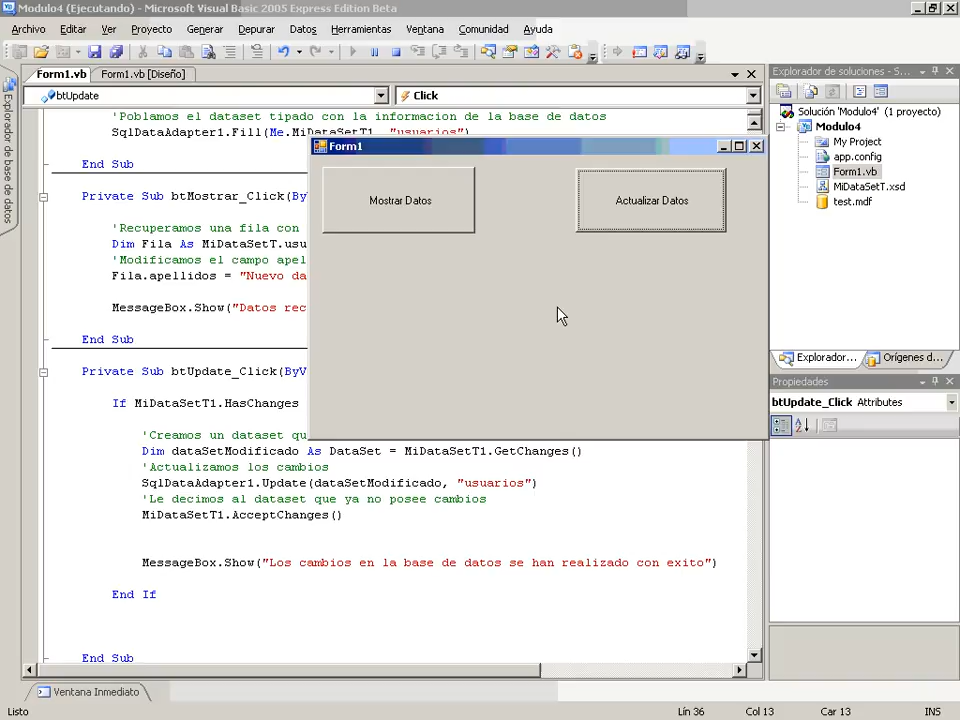 Modulo4 (Ejecutando) - Microsoft Visual Basic 2005 Express Edition Beta
Archivo Editar Ver Proyecto Generar Depurar Datos Herramientas Ventana Comunidad Ayuda
Form1.vb Form1.vb [Diseño]
Explorador de soluciones - S...
btUpdate Click
Explorador de base de datos
'Poblamos el dataset tipado con la informacion de la base de datos
SqlDataAdapter1.Fill(Me.MiDataSetT1, "usuarios")
End Sub
Private Sub btMostrar_Click(ByV
'Recuperamos una fila con
Dim Fila As MiDataSetT.usu
'Modificamos el campo apel
Fila.apellidos = "Nuevo da
MessageBox.Show("Datos rec
End Sub
Private Sub btUpdate_Click(ByV
If MiDataSetT1.HasChanges
'Creamos un dataset qu
Dim dataSetModificado As DataSet = MiDataSetT1.GetChanges()
'Actualizamos los cambios
SqlDataAdapter1.Update(dataSetModificado, "usuarios")
'Le decimos al dataset que ya no posee cambios
MiDataSetT1.AcceptChanges()
MessageBox.Show("Los cambios en la base de datos se han realizado con exito")
End If
End Sub
Form1
Mostrar Datos Actualizar Datos
Solución 'Modulo4' (1 proyecto)
Modulo4
My Project
app.config
Form1.vb
MiDataSetT.xsd
test.mdf
Explorador... Orígenes d...
Propiedades
btUpdate_Click Attributes
Ventana Inmediato
Listo Lín 36 Col 13 Car 13 INS